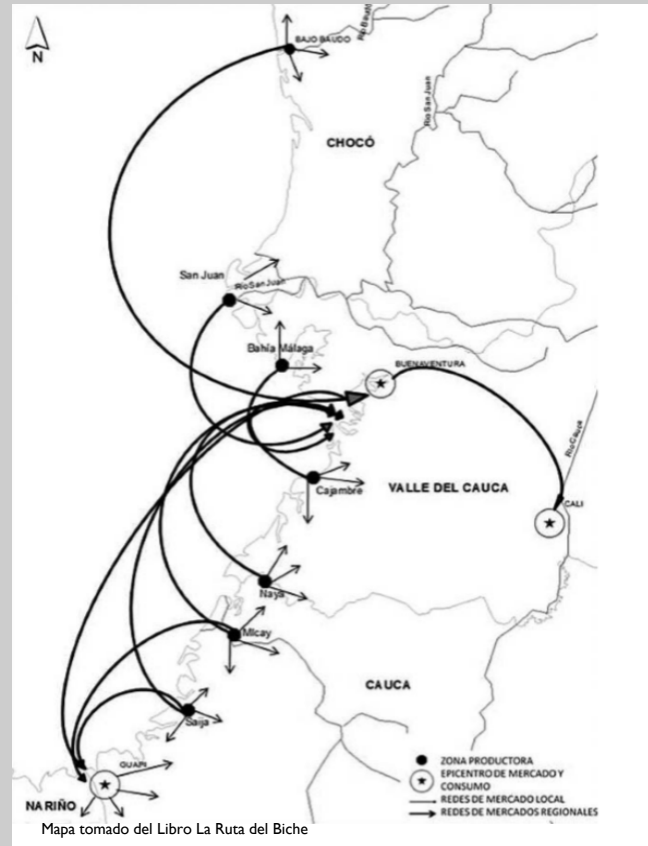 N
BAJO BAUDO
Río Baudó
CHOCÓ
Río San Juan
San Juan
Río San Juan
Bahía Málaga
BUENAVENTURA
Río Cauca
Cajambre
VALLE DEL CAUCA
CALI
Naya
Micay
CAUCA
Saija
GUAPI
NARIÑO
ZONA PRODUCTORA
EPICENTRO DE MERCADO Y
CONSUMO
REDES DE MERCADO LOCAL
REDES DE MERCADOS REGIONALES
Mapa tomado del Libro La Ruta del Biche